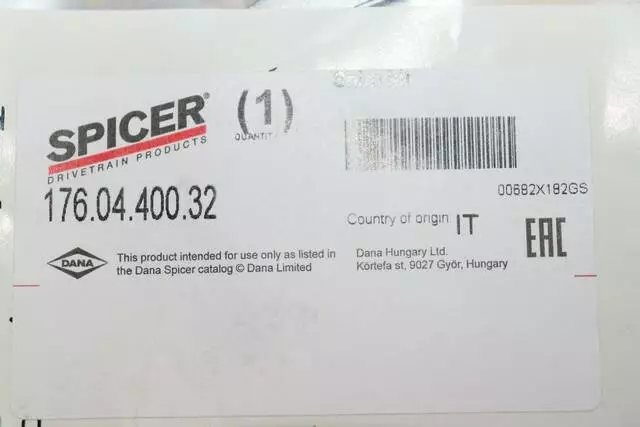 SPICER®
DRIVETRAIN PRODUCTS
(1)
QUANTITY
176.04.400.32
00682X182GS
Country of origin IT
EAC
DANA
This product intended for use only as listed in
the Dana Spicer catalog © Dana Limited
Dana Hungary Ltd.
Körtefa st, 9027 Györ, Hungary